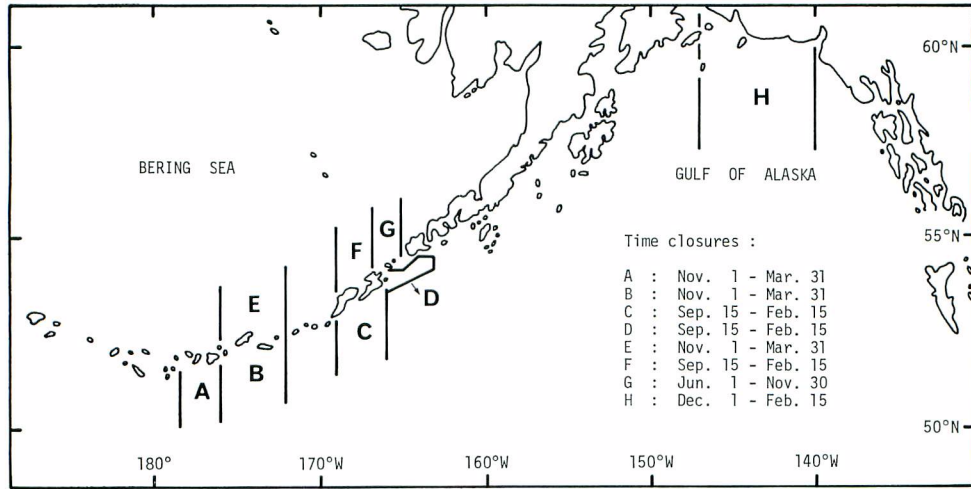 60°N
H
BERING SEA
GULF OF ALASKA
G
F
55°N
Time closures :
E
D
C
A : Nov. 1 - Mar. 31
B : Nov. 1 - Mar. 31
C : Sep. 15 - Feb. 15
D : Sep. 15 - Feb. 15
E : Nov. 1 - Mar. 31
F : Sep. 15 - Feb. 15
G : Jun. 1 - Nov. 30
H : Dec. 1 - Feb. 15
A
B
50°N
180°
170°W
160°W
150°W
140°W